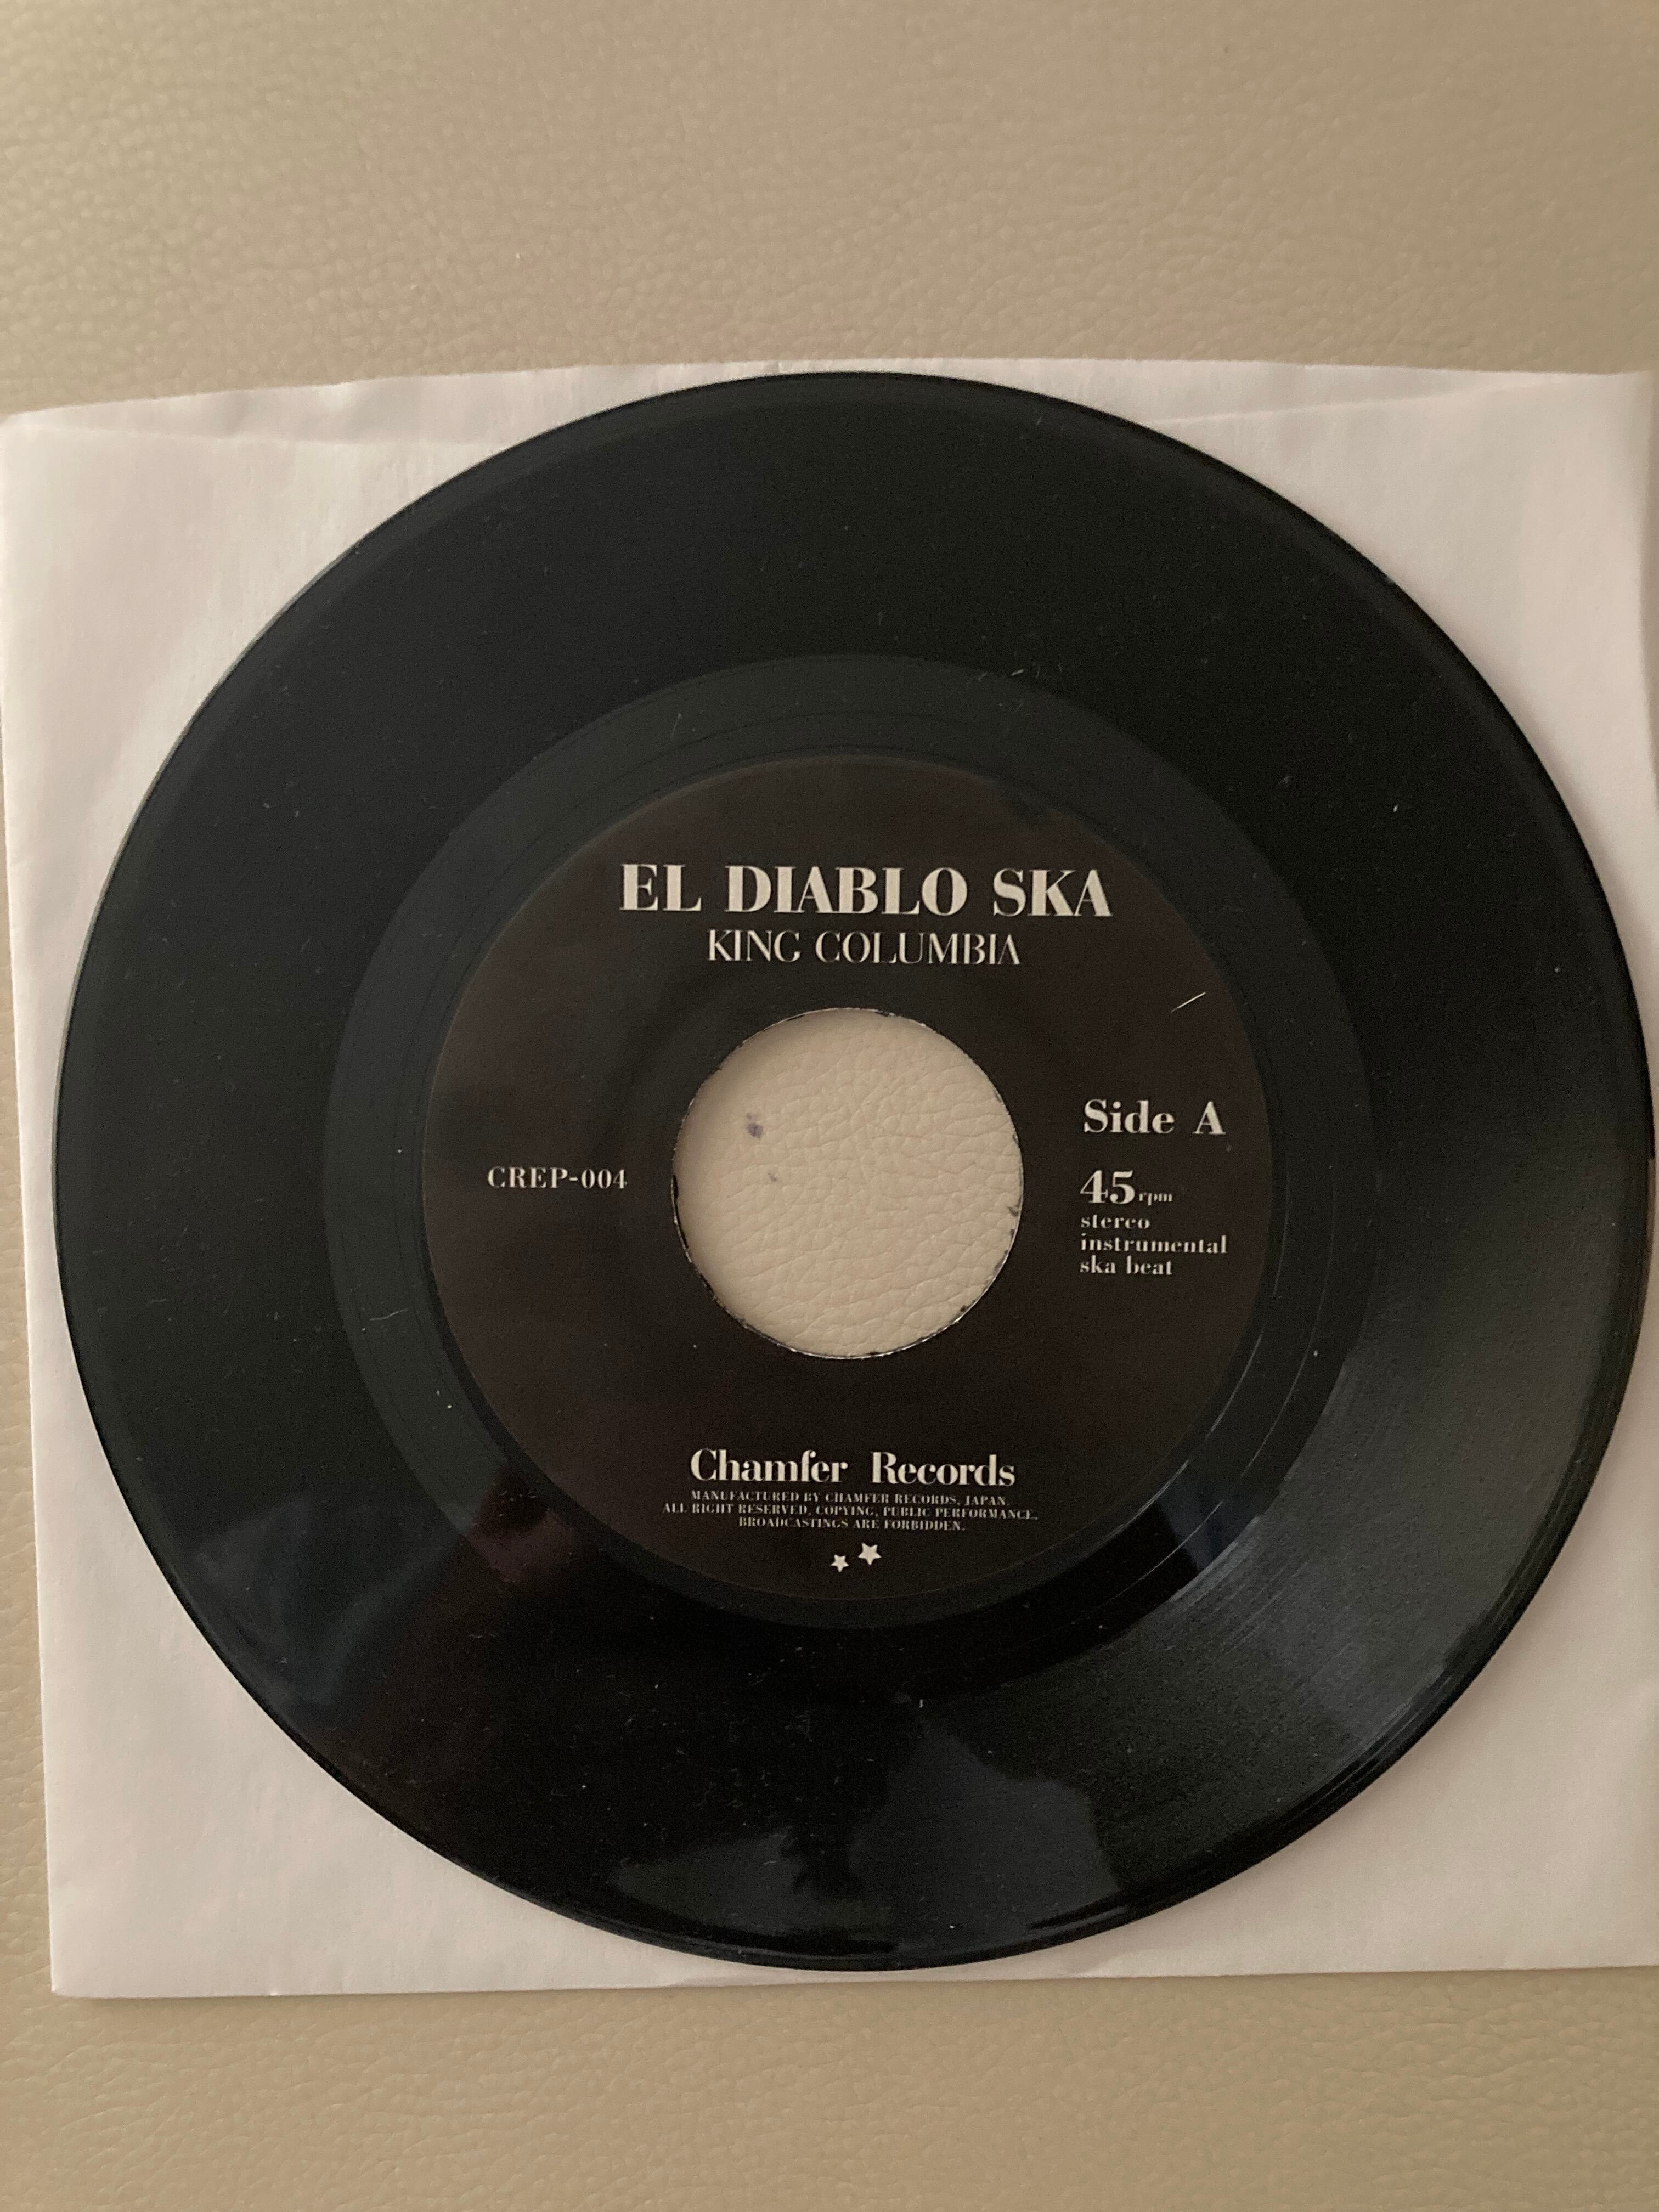 EL DIABLO SKA
KING COLUMBIA
CREP-004
Side A
45rpm
stereo
instrumental
ska beat
Chamfer Records
MANUFACTURED BY CHAMFER RECORDS, JAPAN.
ALL RIGHT RESERVED. COPYING, PUBLIC PERFORMANCE.
BROADCASTINGS ARE FORBIDDEN.